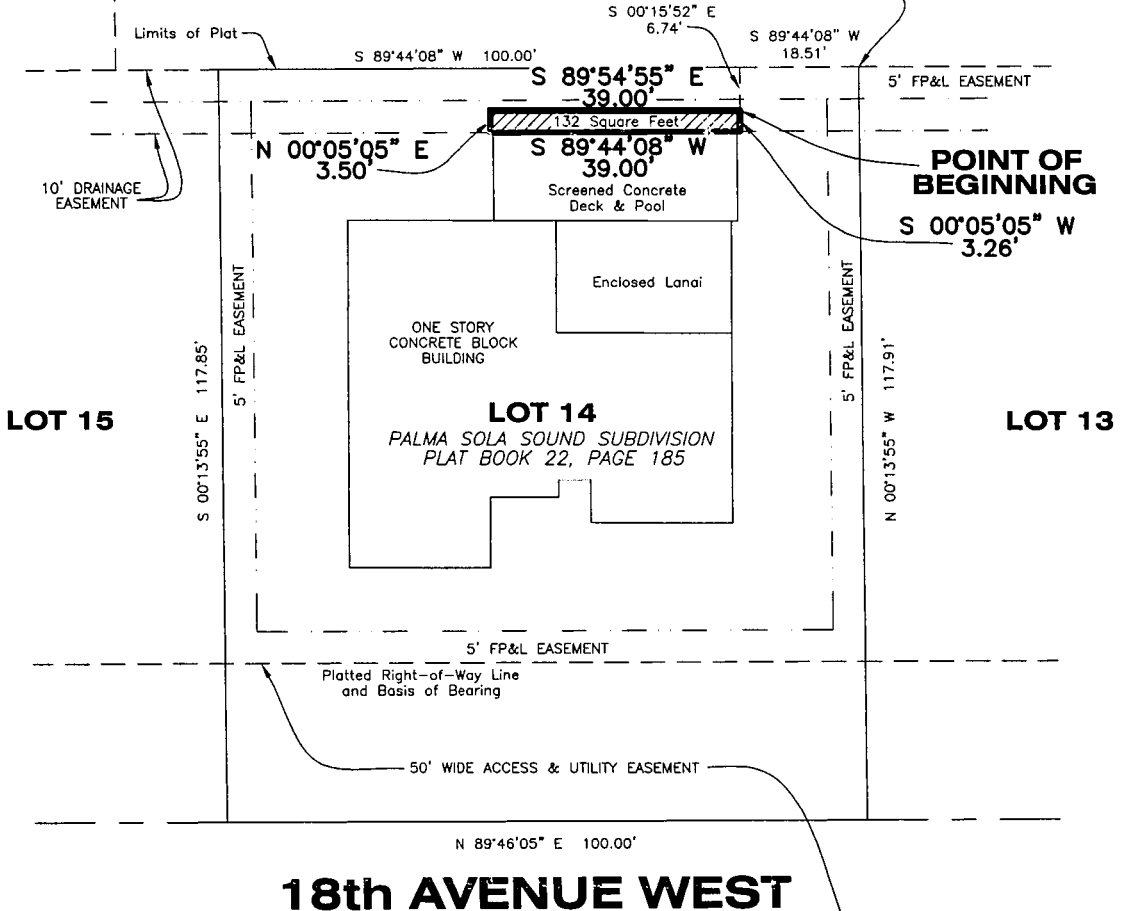 S 00°15'52" E
6.74'
Limits of Plat
S 89°44'08" W 100.00'
S 89°44'08" W
18.51'
S 89°54'55" E
39.00'
5' FP&L EASEMENT
132 Square Feet
N 00°05'05" E
3.50'
S 89°44'08" W
39.00'
POINT OF
BEGINNING
10' DRAINAGE
EASEMENT
Screened Concrete
Deck & Pool
S 00°05'05" W
3.26'
Enclosed Lanai
5' FP&L EASEMENT
5' FP&L EASEMENT
ONE STORY
CONCRETE BLOCK
BUILDING
S 00°13'55" E 117.85'
N 00°13'55" W 117.91'
LOT 15
LOT 14
LOT 13
PALMA SOLA SOUND SUBDIVISION
PLAT BOOK 22, PAGE 185
5' FP&L EASEMENT
Platted Right-of-Way Line
and Basis of Bearing
50' WIDE ACCESS & UTILITY EASEMENT
N 89°46'05" E 100.00'
18th AVENUE WEST